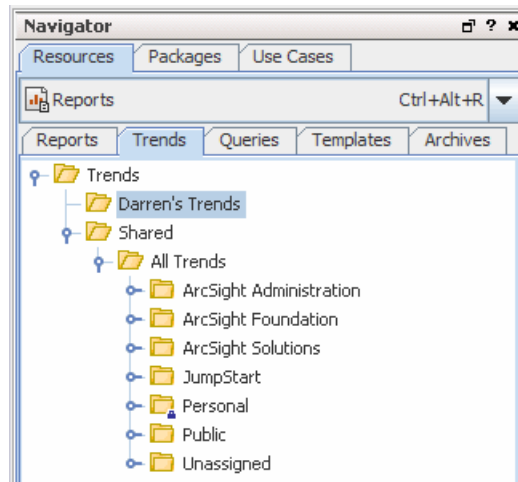 Navigator ? x
Resources Packages Use Cases
Reports Ctrl+Alt+R
Reports Trends Queries Templates Archives
Trends
Darren's Trends
Shared
All Trends
ArcSight Administration
ArcSight Foundation
ArcSight Solutions
JumpStart
Personal
Public
Unassigned